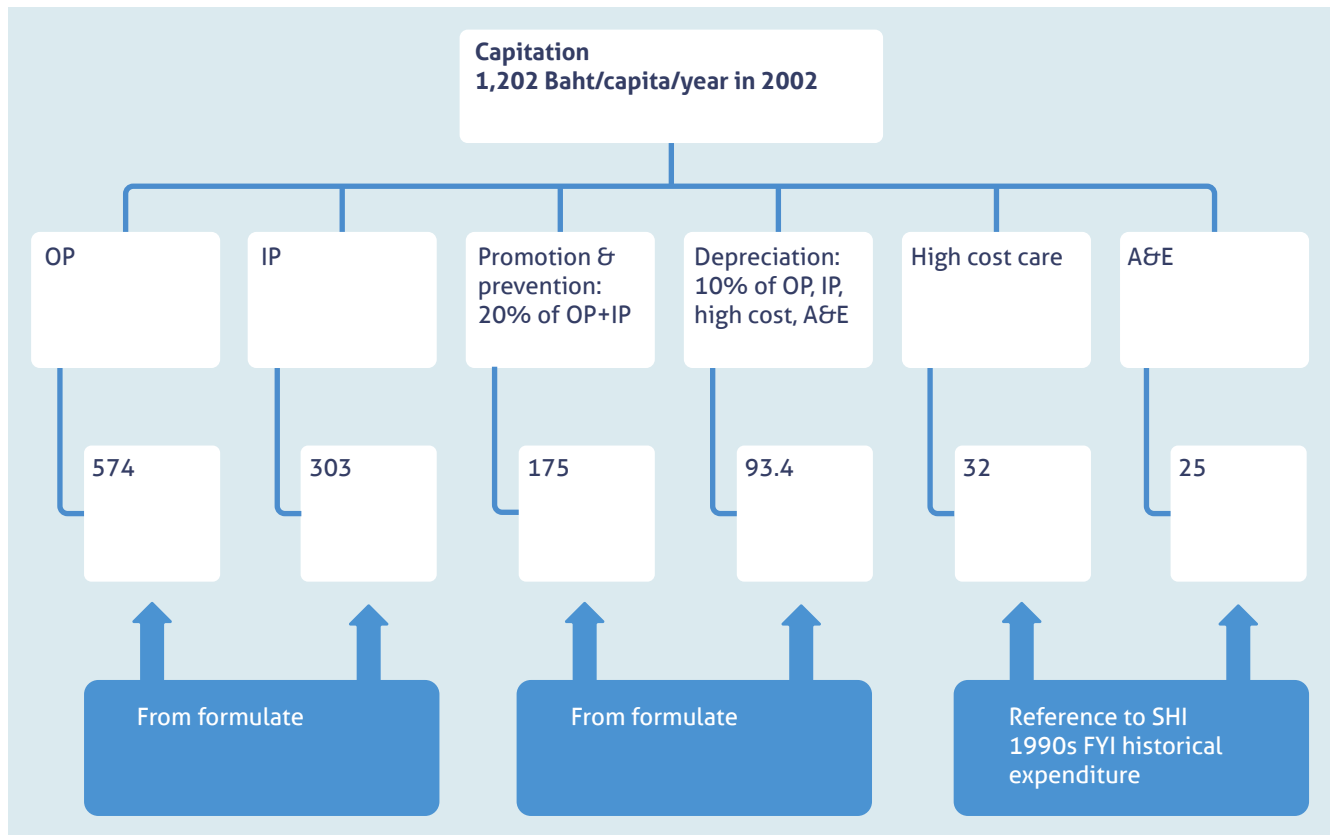 Capitation
1,202 Baht/capita/year in 2002
OP
IP
Promotion &
prevention:
20% of OP+IP
Depreciation:
10% of OP, IP,
high cost, A&E
High cost care
A&E
574
303
175
93.4
32
25
From formulate
From formulate
Reference to SHI
1990s FYI historical
expenditure